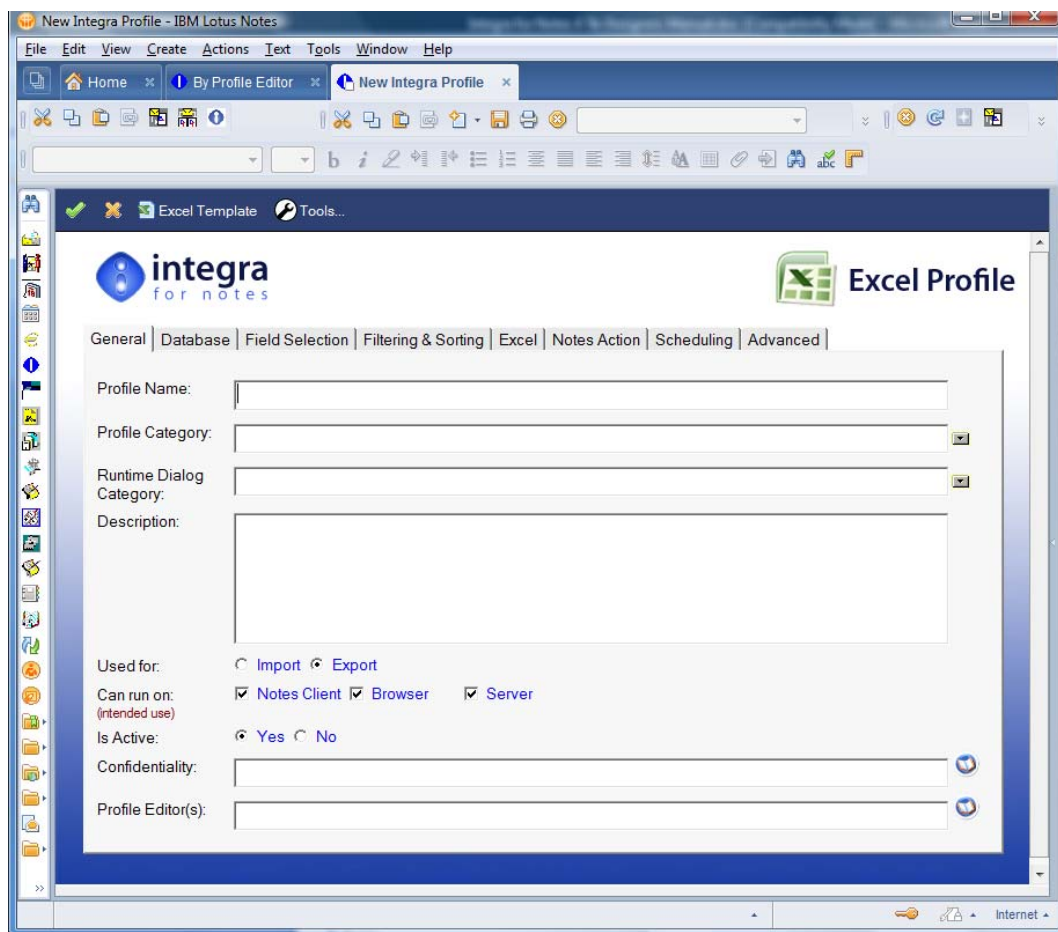 New Integra Profile - IBM Lotus Notes
File Edit View Create Actions Text Tools Window Help
Home By Profile Editor New Integra Profile
b i abc
Excel Template Tools...
integra
for notes
Excel Profile
General Database Field Selection Filtering & Sorting Excel Notes Action Scheduling Advanced
Profile Name:
Profile Category:
Runtime Dialog
Category:
Description:
Used for: Import Export
Can run on: Notes Client Browser Server
(intended use)
Is Active: Yes No
Confidentiality:
Profile Editor(s):
Internet